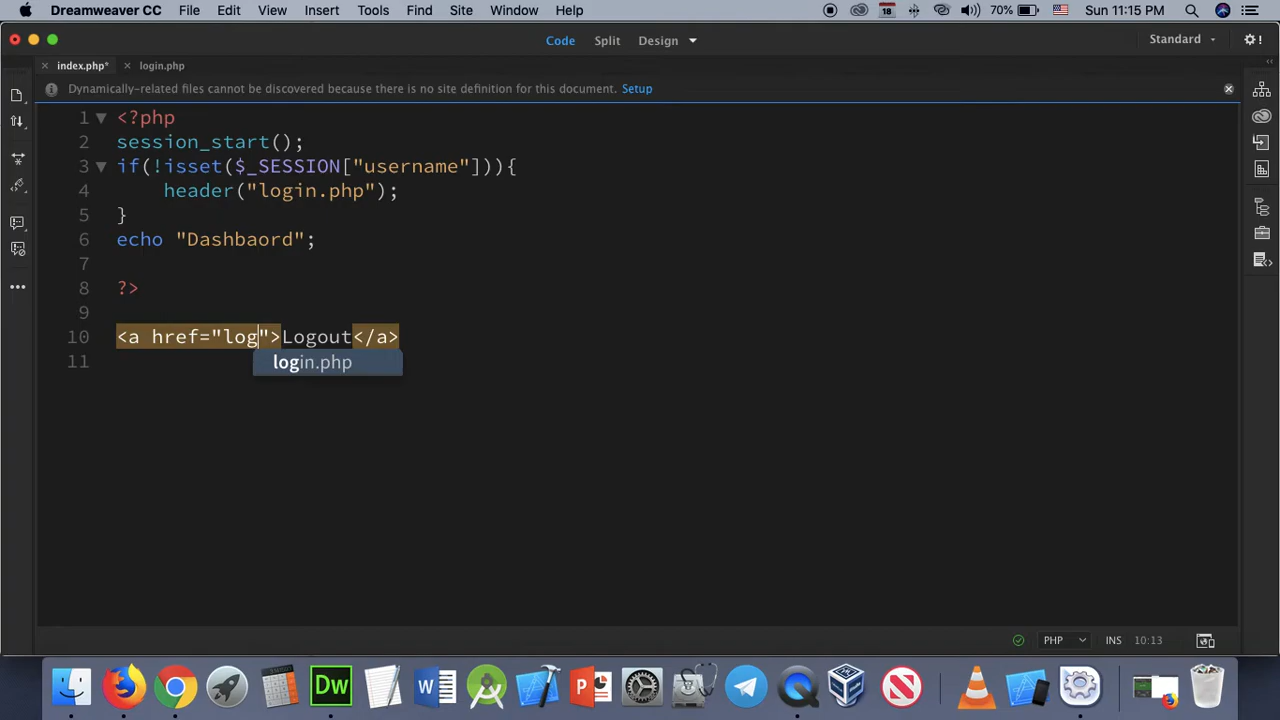 Dreamweaver CC File Edit View Insert Tools Find Site Window Help 18 70% Sun 11:15 PM
Code Split Design Standard
index.php* login.php
Dynamically-related files cannot be discovered because there is no site definition for this document. Setup
1 <?php
2 session_start();
3 if(!isset($_SESSION["username"])){
4 header("login.php");
5 }
6 echo "Dashbaord";
7
8 ?>
9
10 <a href="log">Logout</a>
login.php
11
PHP INS 10:13
Dw W P